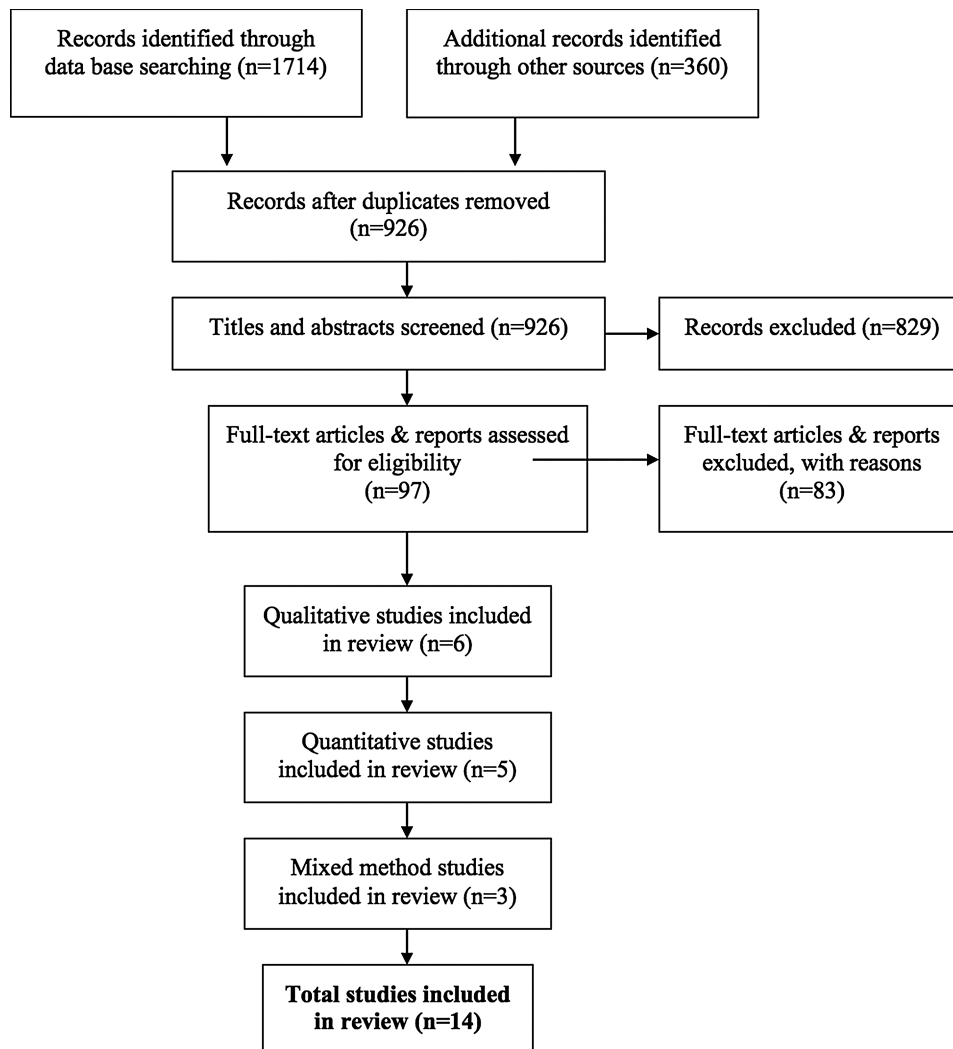 Records identified through
data base searching (n=1714)
Additional records identified
through other sources (n=360)
Records after duplicates removed
(n=926)
Titles and abstracts screened (n=926)
Records excluded (n=829)
Full-text articles & reports assessed
for eligibility
(n=97)
Full-text articles & reports
excluded, with reasons
(n=83)
Qualitative studies included
in review (n=6)
Quantitative studies
included in review (n=5)
Mixed method studies
included in review (n=3)
Total studies included
in review (n=14)